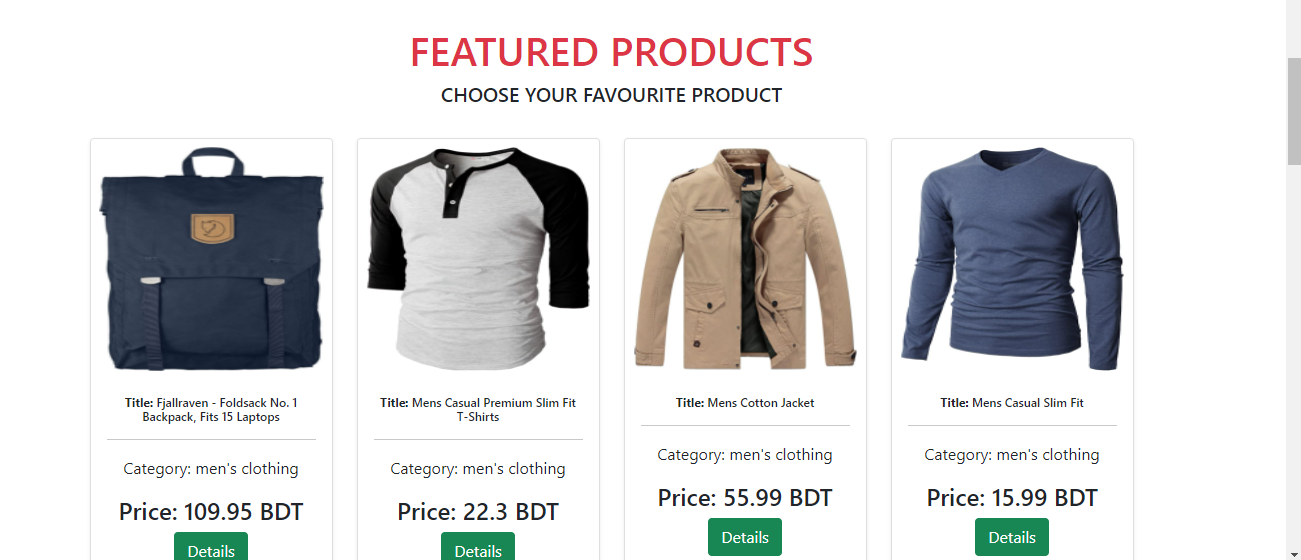 FEATURED PRODUCTS
CHOOSE YOUR FAVOURITE PRODUCT
Title: Fjallraven - Foldsack No. 1
Backpack, Fits 15 Laptops
Category: men's clothing
Price: 109.95 BDT
Details
Title: Mens Casual Premium Slim Fit
T-Shirts
Category: men's clothing
Price: 22.3 BDT
Details
Title: Mens Cotton Jacket
Category: men's clothing
Price: 55.99 BDT
Details
Title: Mens Casual Slim Fit
Category: men's clothing
Price: 15.99 BDT
Details